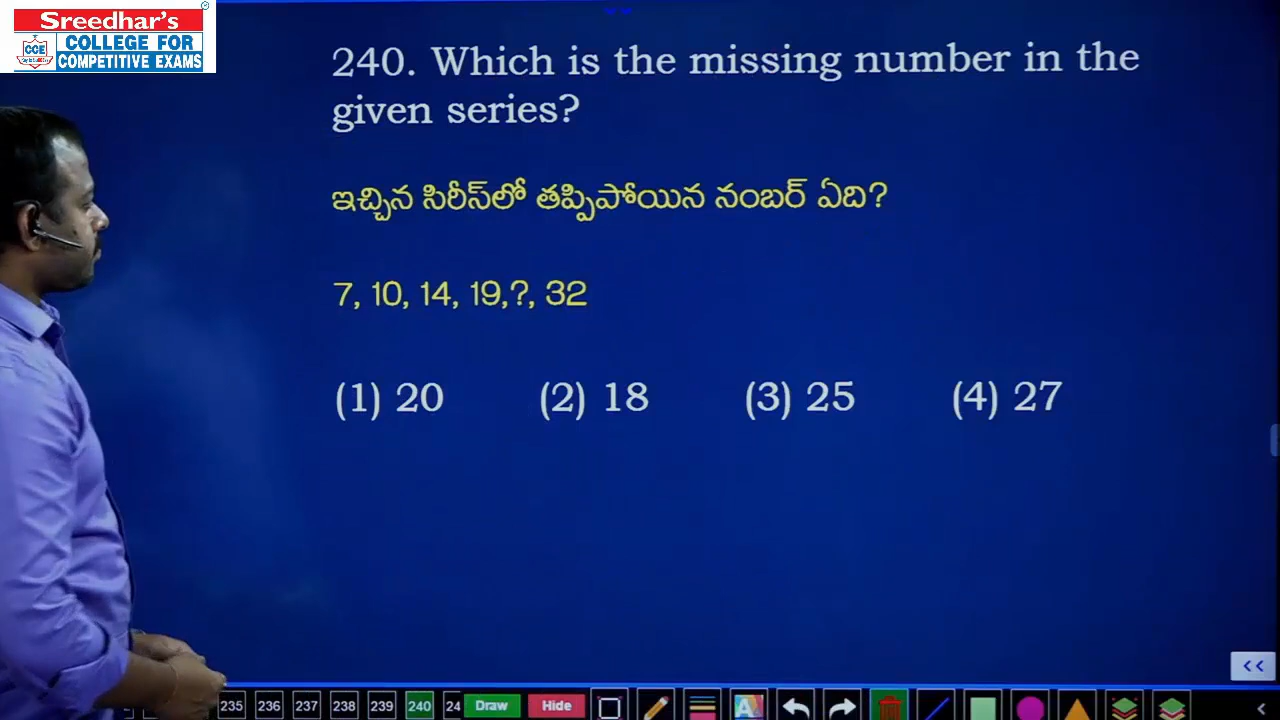 Sreedhar's
CCE
COLLEGE FOR
COMPETITIVE EXAMS
240. Which is the missing number in the
given series?
ఇచ్చిన సిరీస్‌లో తప్పిపోయిన నంబర్ ఏది?
7, 10, 14, 19,?, 32
(1) 20 (2) 18 (3) 25 (4) 27
<<
235 236 237 238 239 240 24 Draw Hide A <